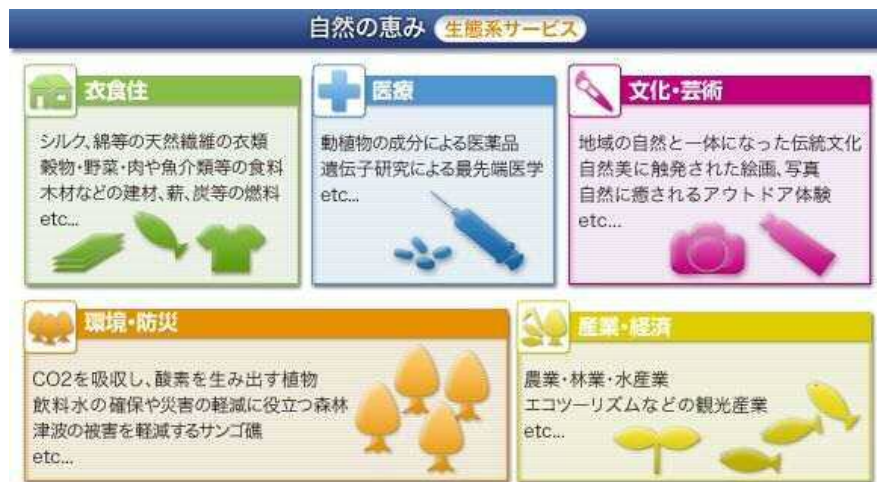 自然の恵み 生態系サービス
衣食住
シルク、綿等の天然繊維の衣類
穀物・野菜・肉や魚介類等の食料
木材などの建材、薪、炭等の燃料
etc...
医療
動植物の成分による医薬品
遺伝子研究による最先端医学
etc...
文化・芸術
地域の自然と一体になった伝統文化
自然美に触発された絵画、写真
自然に癒されるアウトドア体験
etc...
環境・防災
CO2を吸収し、酸素を生み出す植物
飲料水の確保や災害の軽減に役立つ森林
津波の被害を軽減するサンゴ礁
etc...
産業・経済
農業・林業・水産業
エコツーリズムなどの観光産業
etc...